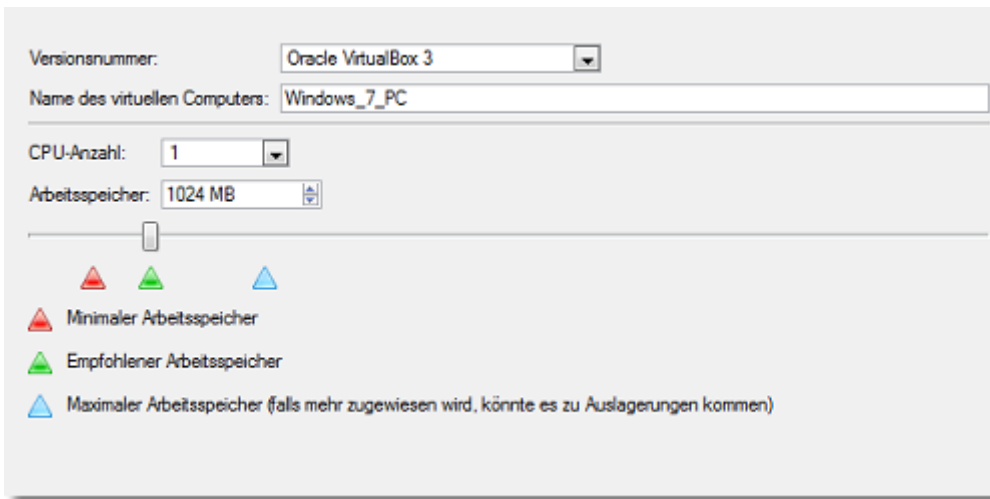 Versionsnummer: Oracle VirtualBox 3
Name des virtuellen Computers: Windows_7_PC
CPU-Anzahl: 1
Arbeitsspeicher: 1024 MB
Minimaler Arbeitsspeicher
Empfohlener Arbeitsspeicher
Maximaler Arbeitsspeicher (falls mehr zugewiesen wird, könnte es zu Auslagerungen kommen)